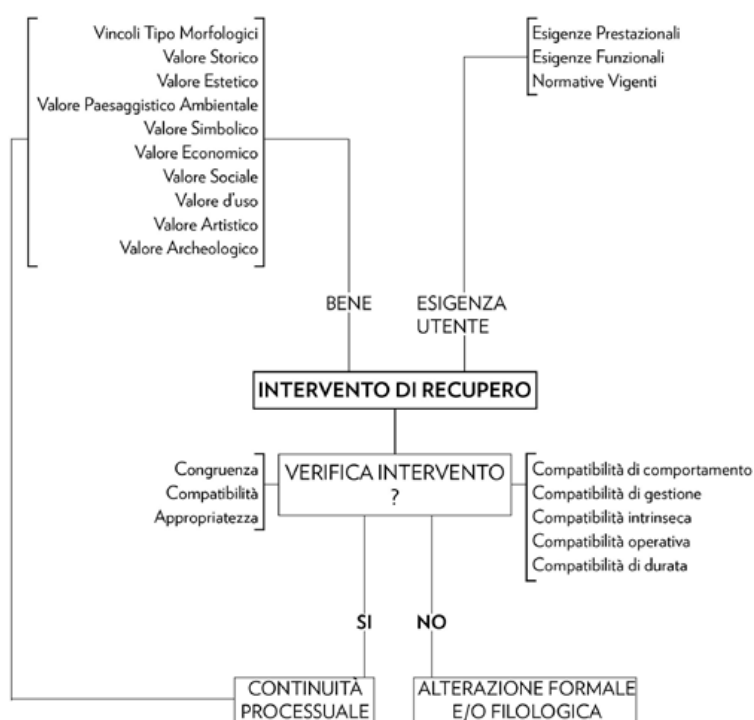 Vincoli Tipo Morfologici
Valore Storico
Valore Estetico
Valore Paesaggistico Ambientale
Valore Simbolico
Valore Economico
Valore Sociale
Valore d'uso
Valore Artistico
Valore Archeologico
Esigenze Prestazionali
Esigenze Funzionali
Normative Vigenti
BENE
ESIGENZA
UTENTE
INTERVENTO DI RECUPERO
Congruenza
Compatibilità
Appropriatezza
VERIFICA INTERVENTO
?
Compatibilità di comportamento
Compatibilità di gestione
Compatibilità intrinseca
Compatibilità operativa
Compatibilità di durata
SI
NO
CONTINUITÀ
PROCESSUALE
ALTERAZIONE FORMALE
E/O FILOLOGICA